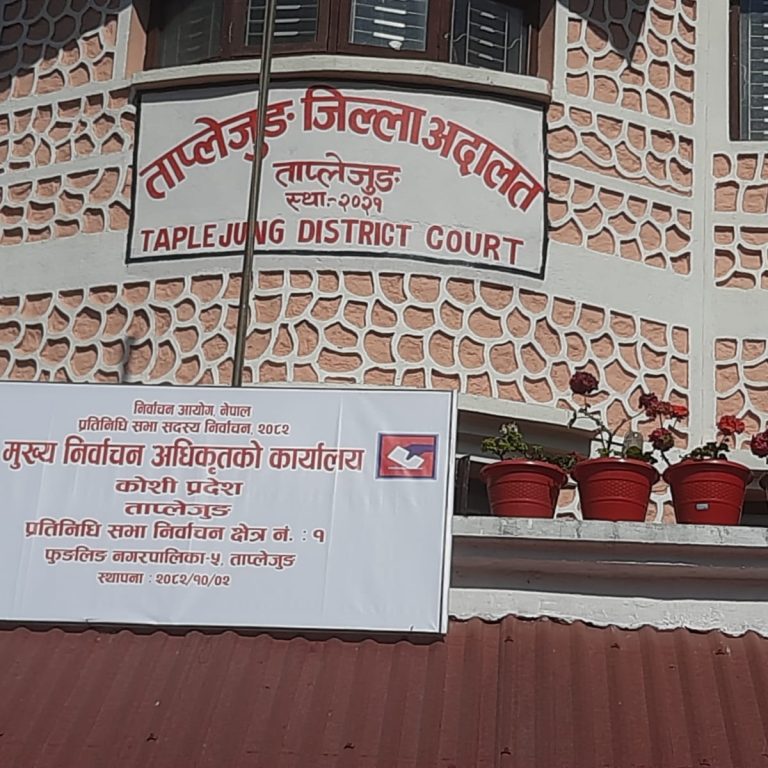 ताप्लेजुङ जिल्ला अदालत
ताप्लेजुङ
स्था-२०२१
TAPLEJUNG DISTRICT COURT
निर्वाचन आयोग, नेपाल
प्रतिनिधि सभा सदस्य निर्वाचन, २०८२
मुख्य निर्वाचन अधिकृतको कार्यालय
कोशी प्रदेश
ताप्लेजुङ
प्रतिनिधि सभा निर्वाचन क्षेत्र नं. : १
फुङलिङ नगरपालिका-५, ताप्लेजुङ
स्थापना : २०८२/१०/०२